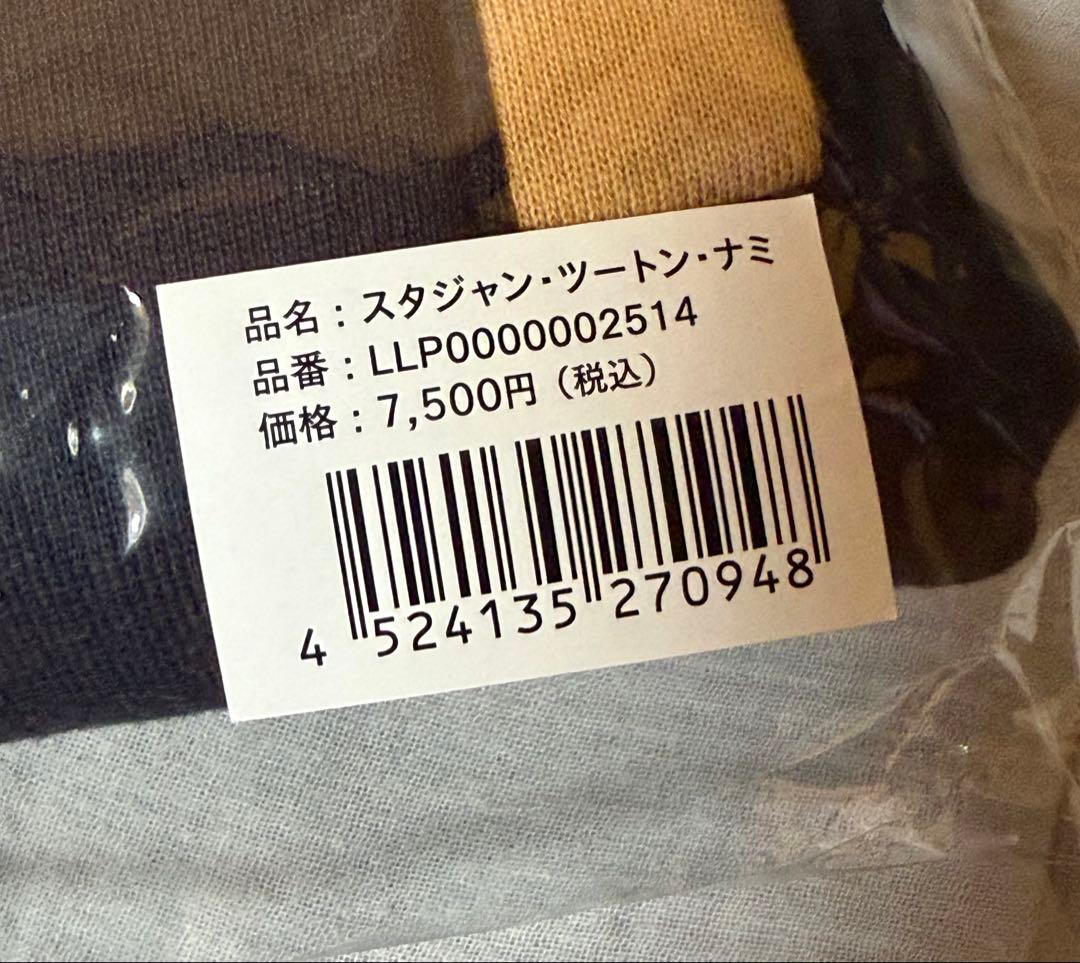 品名：スタジャン・ツートン・ナミ
品番：LLP0000002514
価格：7,500円（税込）
4 524135 270948